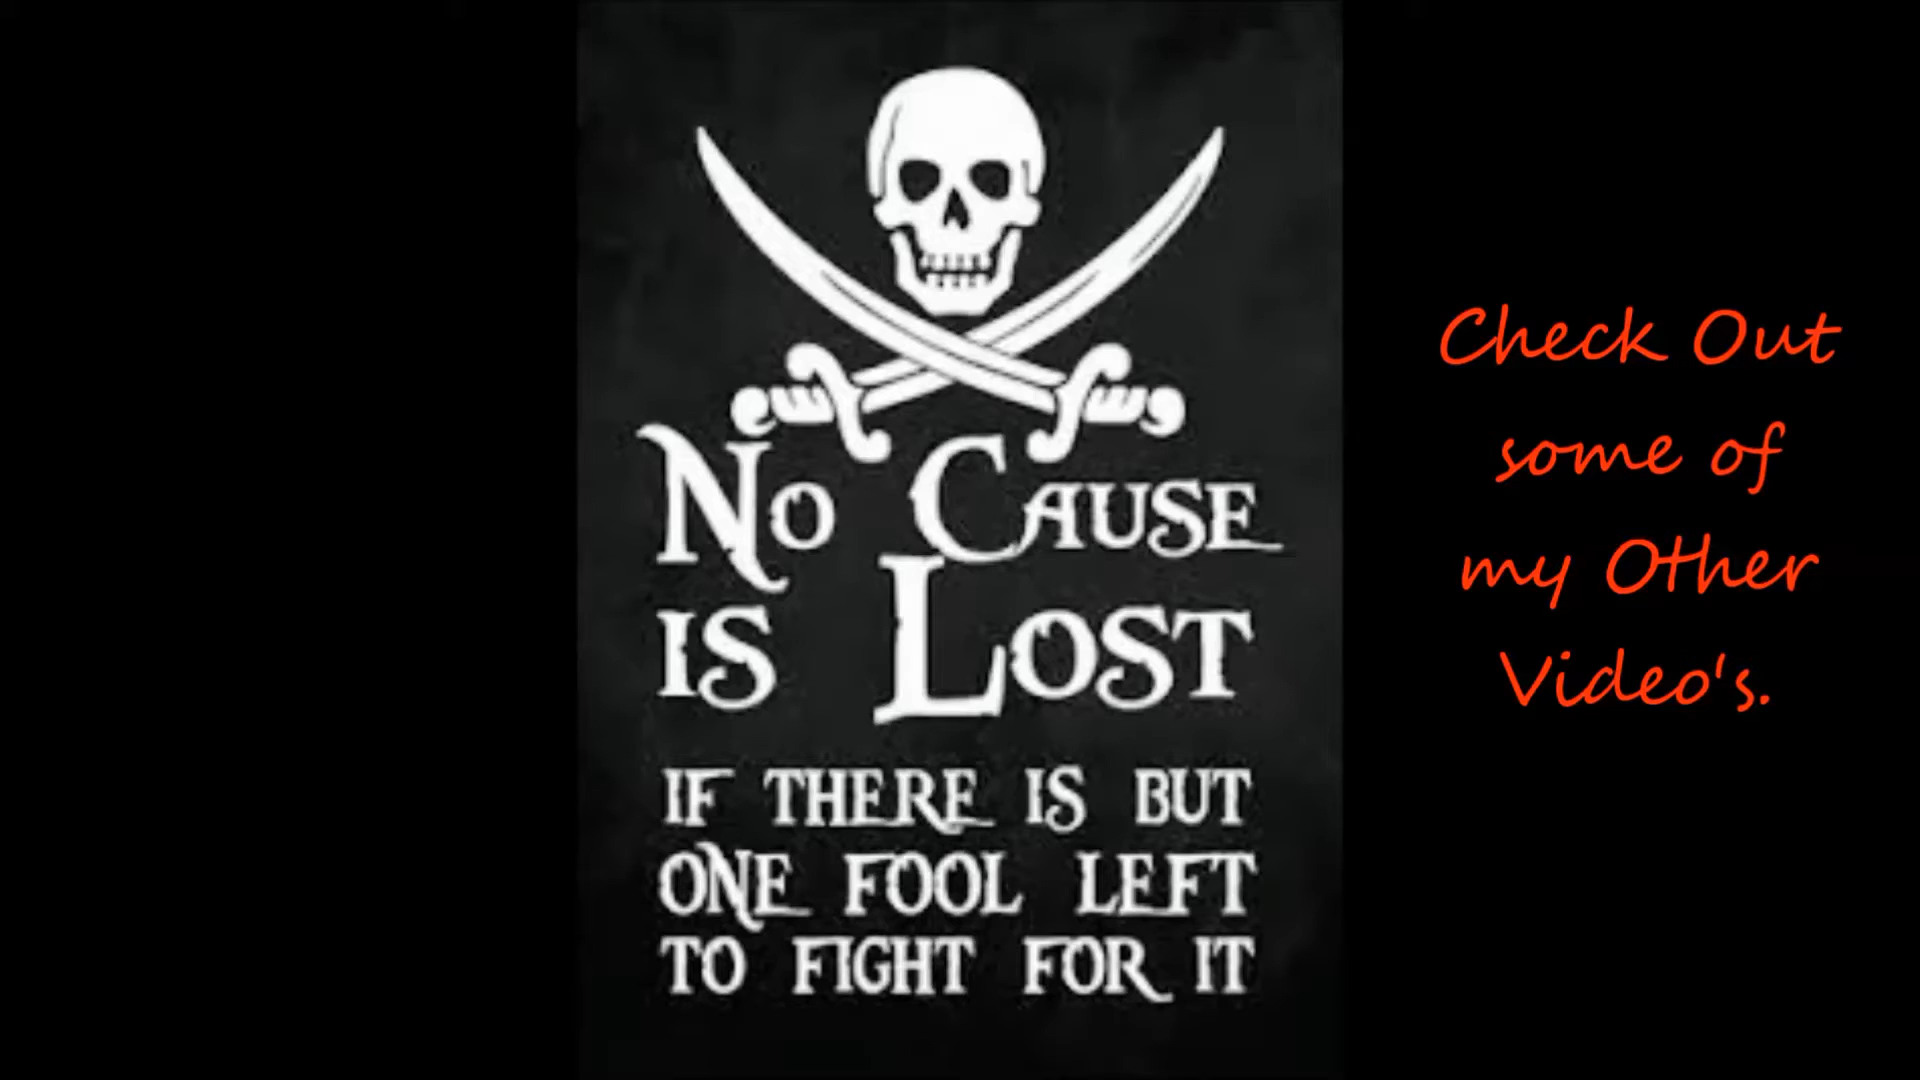 No Cause
is Lost
if there is but
one fool left
to fight for it
Check Out
some of
my Other
Video's.